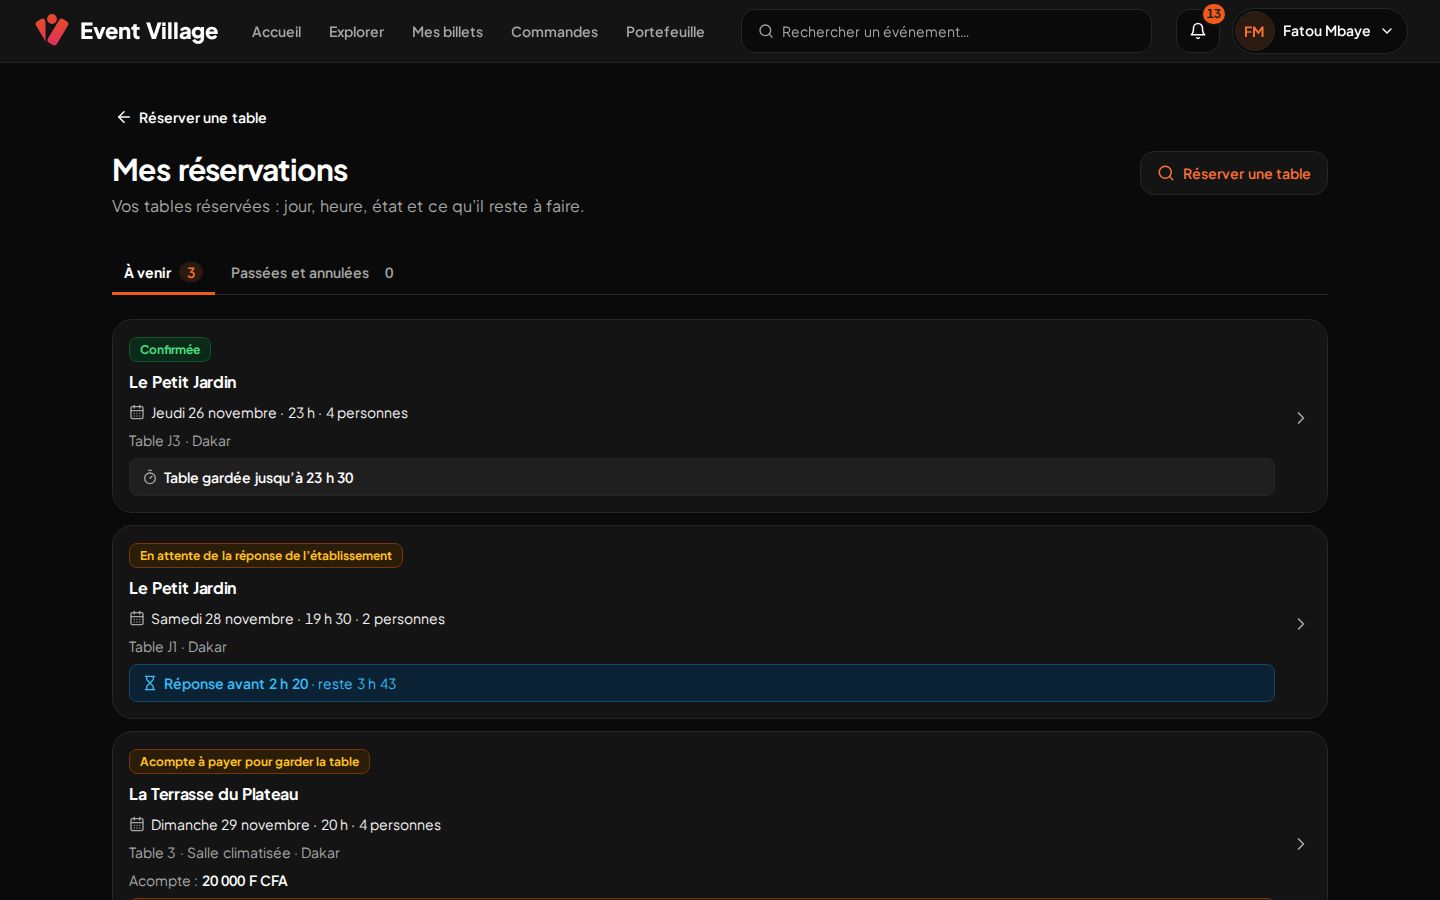 Event Village
Accueil
Explorer
Mes billets
Commandes
Portefeuille
Rechercher un événement…
13
FM
Fatou Mbaye
Réserver une table
Mes réservations
Réserver une table
Vos tables réservées : jour, heure, état et ce qu’il reste à faire.
À venir 3
Passées et annulées 0
Confirmée
Le Petit Jardin
Jeudi 26 novembre · 23 h · 4 personnes
Table J3 · Dakar
Table gardée jusqu’à 23 h 30
En attente de la réponse de l’établissement
Le Petit Jardin
Samedi 28 novembre · 19 h 30 · 2 personnes
Table J1 · Dakar
Réponse avant 2 h 20 · reste 3 h 43
Acompte à payer pour garder la table
La Terrasse du Plateau
Dimanche 29 novembre · 20 h · 4 personnes
Table 3 · Salle climatisée · Dakar
Acompte : 20 000 F CFA